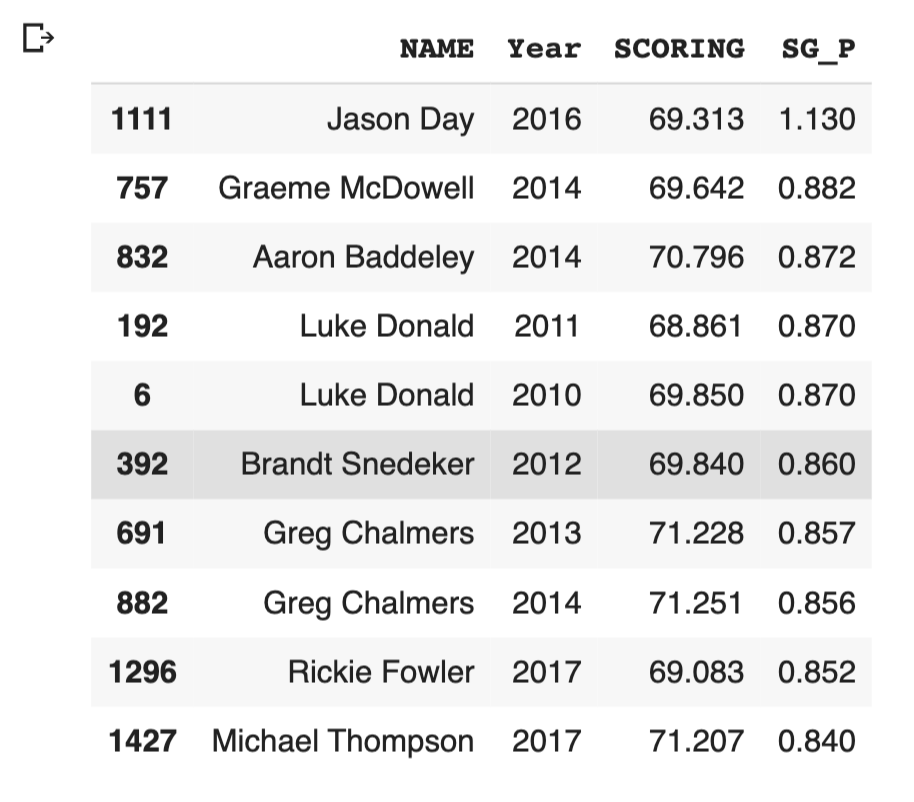 NAME Year SCORING SG_P
1111 Jason Day 2016 69.313 1.130
757 Graeme McDowell 2014 69.642 0.882
832 Aaron Baddeley 2014 70.796 0.872
192 Luke Donald 2011 68.861 0.870
6 Luke Donald 2010 69.850 0.870
392 Brandt Snedeker 2012 69.840 0.860
691 Greg Chalmers 2013 71.228 0.857
882 Greg Chalmers 2014 71.251 0.856
1296 Rickie Fowler 2017 69.083 0.852
1427 Michael Thompson 2017 71.207 0.840